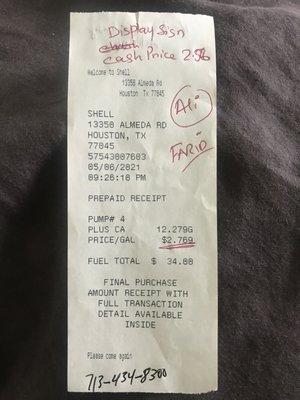 Display Sign
cash Price 2.56
Welcome to Shell
13350 Almeda Rd
Houston Tx 77045
Ali
SHELL
13350 ALMEDA RD
HOUSTON, TX
77045
FARID
57543807603
05/06/2021
09:26:18 PM
PREPAID RECEIPT
PUMP# 4
PLUS CA 12.279G
PRICE/GAL $2.769
FUEL TOTAL $ 34.00
FINAL PURCHASE
AMOUNT RECEIPT WITH
FULL TRANSACTION
DETAIL AVAILABLE
INSIDE
Please come again
713-434-8300